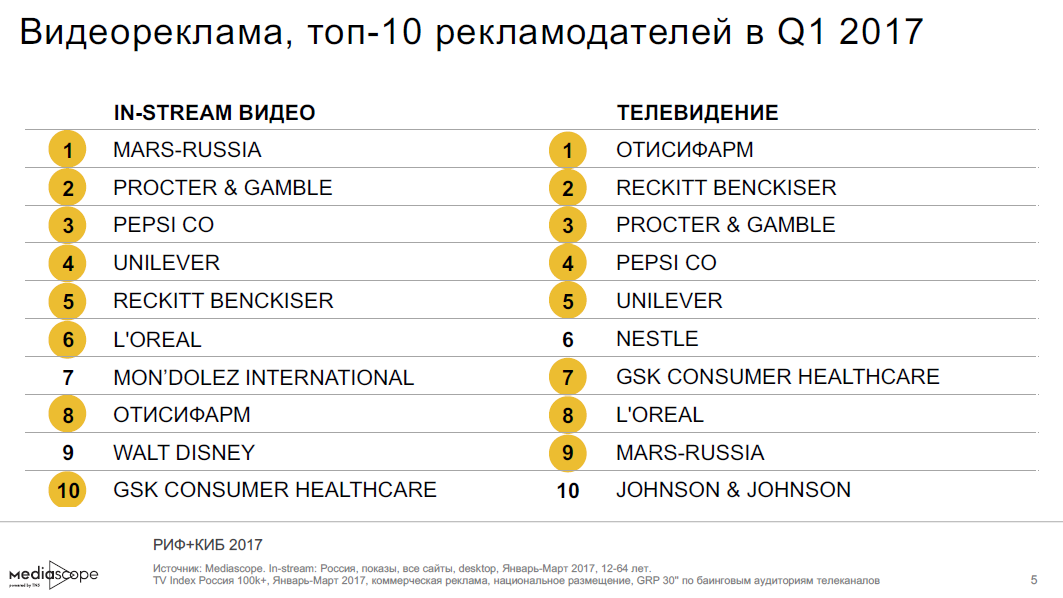 Видеореклама, топ-10 рекламодателей в Q1 2017
IN-STREAM ВИДЕО
1 MARS-RUSSIA
2 PROCTER & GAMBLE
3 PEPSI CO
4 UNILEVER
5 RECKITT BENCKISER
6 L'OREAL
7 MON’DOLEZ INTERNATIONAL
8 ОТИСИФАРМ
9 WALT DISNEY
10 GSK CONSUMER HEALTHCARE
ТЕЛЕВИДЕНИЕ
1 ОТИСИФАРМ
2 RECKITT BENCKISER
3 PROCTER & GAMBLE
4 PEPSI CO
5 UNILEVER
6 NESTLE
7 GSK CONSUMER HEALTHCARE
8 L'OREAL
9 MARS-RUSSIA
10 JOHNSON & JOHNSON
РИФ+КИБ 2017
Источник: Mediascope. In-stream: Россия, показы, все сайты, desktop, Январь-Март 2017, 12-64 лет.
TV Index Россия 100k+, Январь-Март 2017, коммерческая реклама, национальное размещение, GRP 30" по баинговым аудиториям телеканалов
mediascope
powered by TNS
5